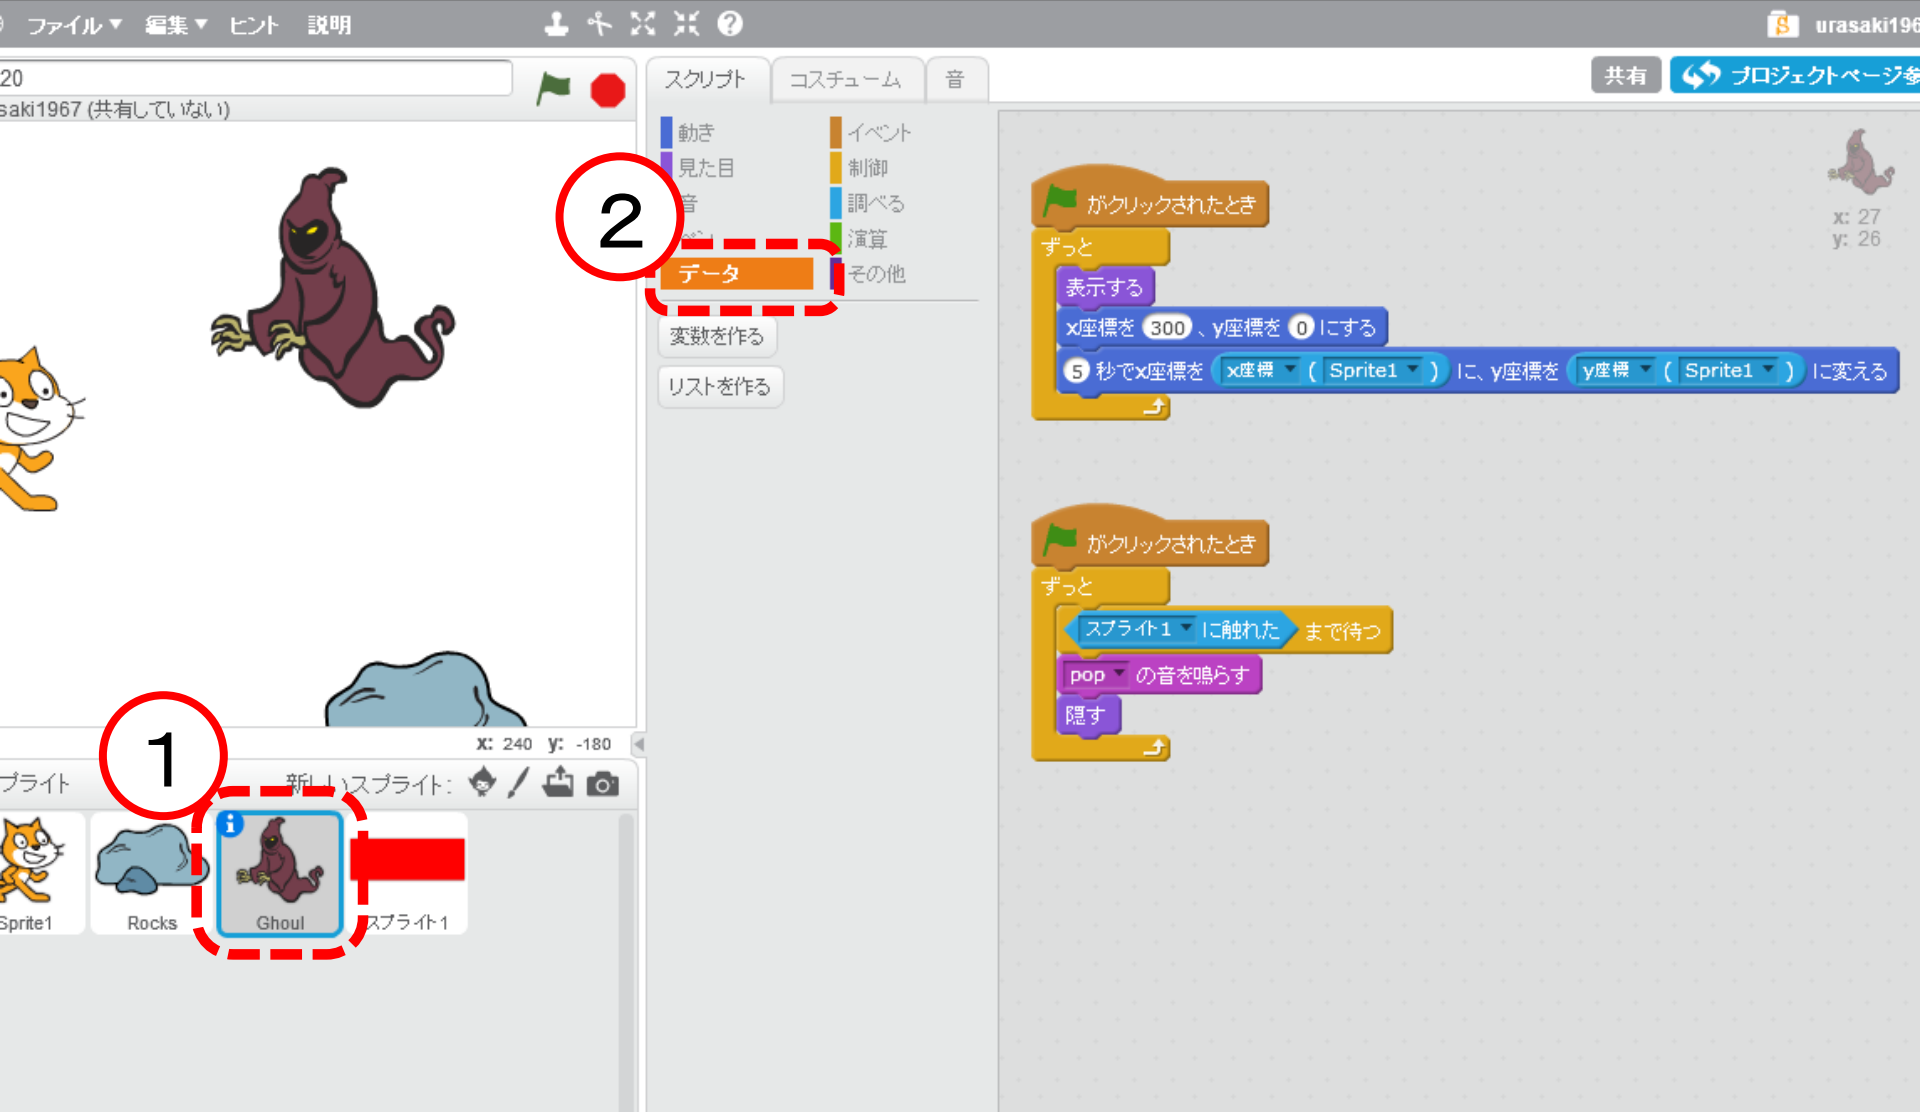 ファイル▼ 編集▼ ヒント 説明
urasaki196
20
saki1967 (共有していない)
スクリプト コスチューム 音
共有 プロジェクトページ参
動き イベント
見た目 制御
音 調べる
演算
データ その他
変数を作る
リストを作る
②
x: 27
y: 26
がクリックされたとき
ずっと
表示する
x座標を 300 、y座標を 0 にする
5 秒でx座標を x座標 ▼ ( Sprite1 ▼ ) に、y座標を y座標 ▼ ( Sprite1 ▼ ) に変える
がクリックされたとき
ずっと
スプライト1 ▼ に触れた まで待つ
pop ▼ の音を鳴らす
隠す
x: 240 y: -180
①
プライト 新しいスプライト:
Sprite1 Rocks Ghoul スプライト1